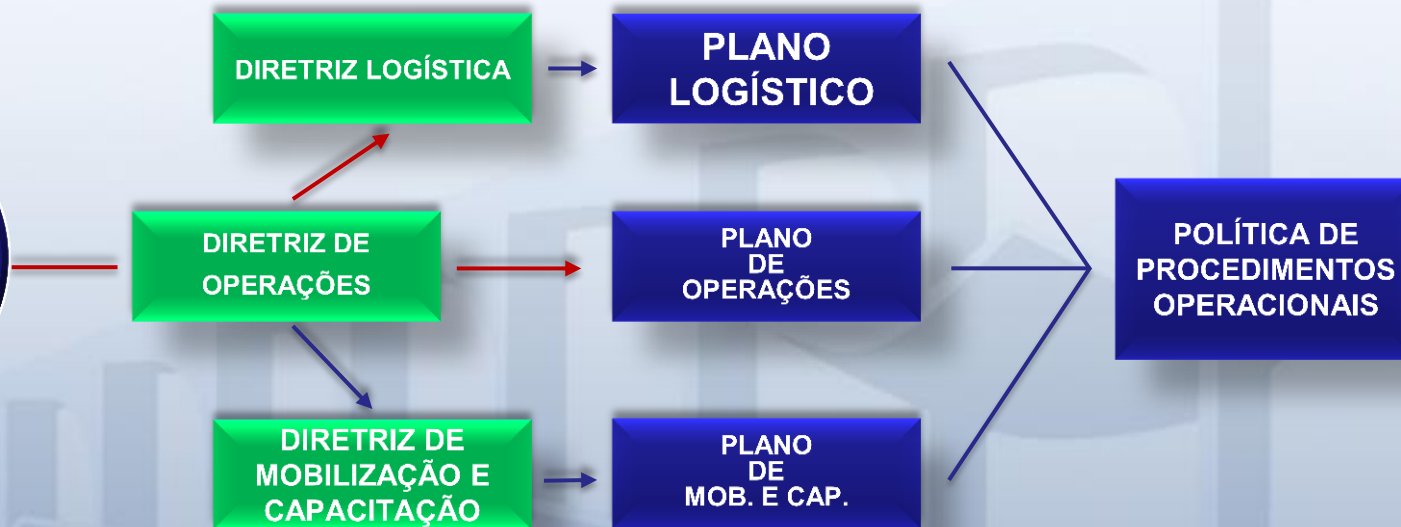 DIRETRIZ LOGÍSTICA
PLANO
LOGÍSTICO
DIRETRIZ DE
OPERAÇÕES
PLANO
DE
OPERAÇÕES
POLÍTICA DE
PROCEDIMENTOS
OPERACIONAIS
DIRETRIZ DE
MOBILIZAÇÃO E
CAPACITAÇÃO
PLANO
DE
MOB. E CAP.